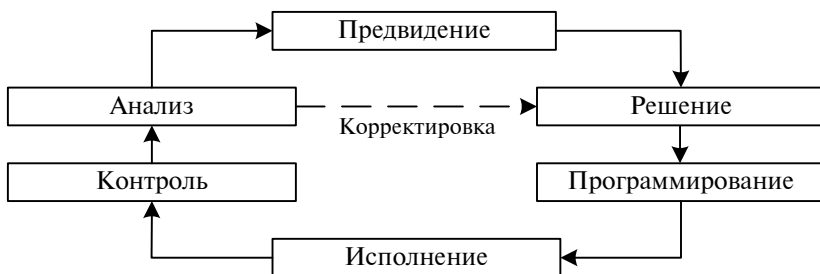 Предвидение
Анализ
Решение
Корректировка
Контроль
Программирование
Исполнение